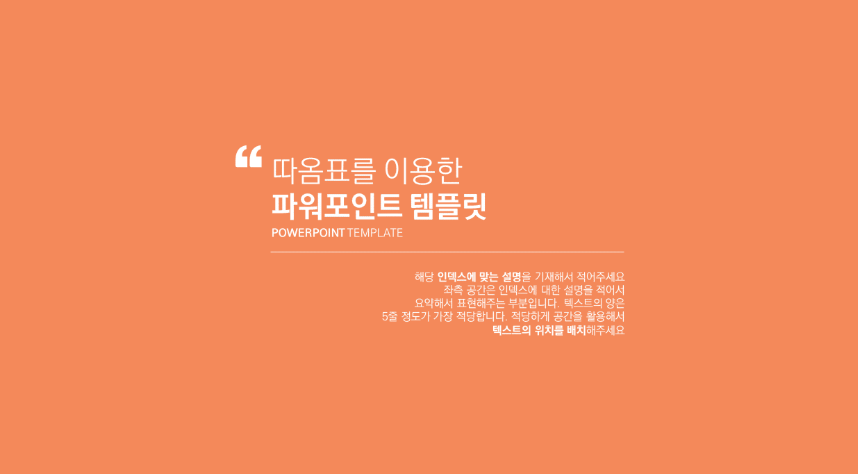 “ 따옴표를 이용한
파워포인트 템플릿
POWERPOINT TEMPLATE
해당 인덱스에 맞는 설명을 기재해서 적어주세요
좌측 공간은 인덱스에 대한 설명을 적어서
요약해서 표현해주는 부분입니다. 텍스트의 양은
5줄 정도가 가장 적당합니다. 적당하게 공간을 활용해서
텍스트의 위치를 배치해주세요